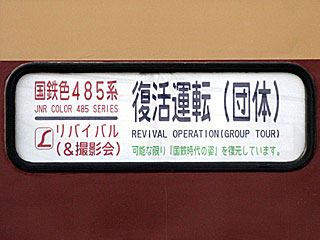 国鉄色485系
JNR COLOR 485 SERIES
L リバイバル
(&撮影会)
復活運転(団体)
REVIVAL OPERATION(GROUP TOUR)
可能な限り『国鉄時代の姿』を復元しています。